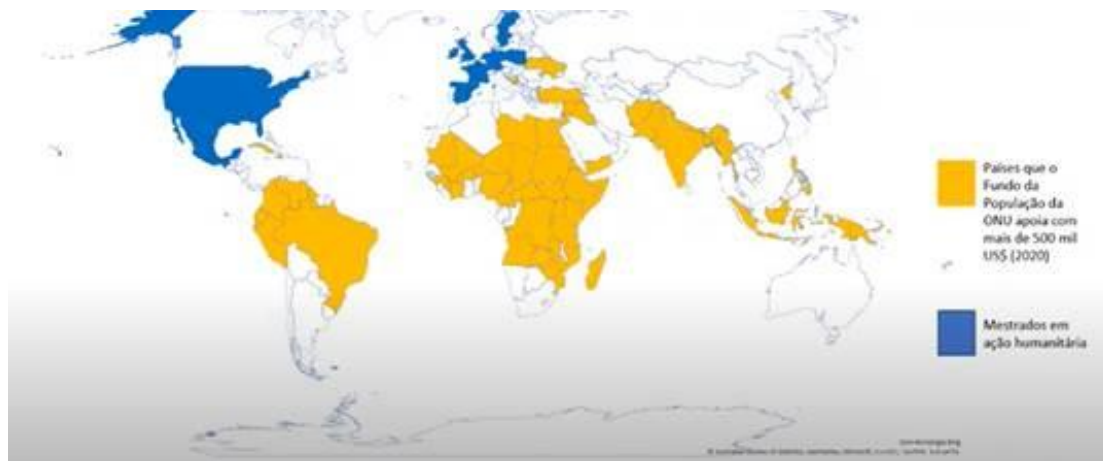 Países que o
Fundo da
População da
ONU apoia com
mais de 500 mil
US$ (2020)
Mestrados em
ação humanitária